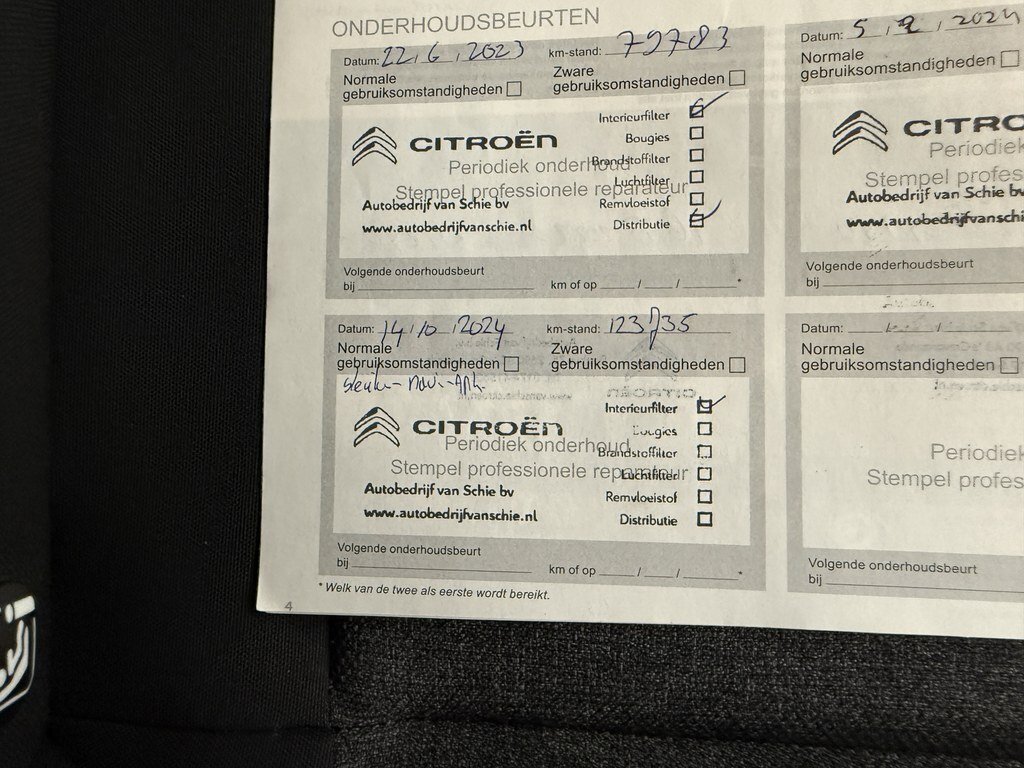 ONDERHOUDSBEURTEN
Datum: 22, 6, 2023 km-stand: 79783
Normale gebruiksomstandigheden
Zware gebruiksomstandigheden
CITROËN
Periodiek onderhoud
Stempel professionele reparateur
Autobedrijf van Schie bv
www.autobedrijfvanschie.nl
Interieurfilter
Bougies
Brandstoffilter
Luchtfilter
Remvloeistof
Distributie
Volgende onderhoudsbeurt
bij km of op / / *
Datum: 5, 2, 2024
Normale
gebruiksomstandigheden
CITRO
Periodiek
Stempel profes
Autobedrijf van Schie bv
www.autobedrijfvanschi
Volgende onderhoudsbeurt
bij
Datum: 14, 10, 2024 km-stand: 123735
Normale gebruiksomstandigheden
Zware gebruiksomstandigheden
CITROËN
Periodiek onderhoud
Stempel professionele reparateur
Autobedrijf van Schie bv
www.autobedrijfvanschie.nl
Interieurfilter
Bougies
Brandstoffilter
Luchtfilter
Remvloeistof
Distributie
Volgende onderhoudsbeurt
bij km of op / / *
Datum: , ,
Normale
gebruiksomstandigheden
Periodiek
Stempel profes
Volgende onderhoudsbeurt
bij
* Welk van de twee als eerste wordt bereikt.
4